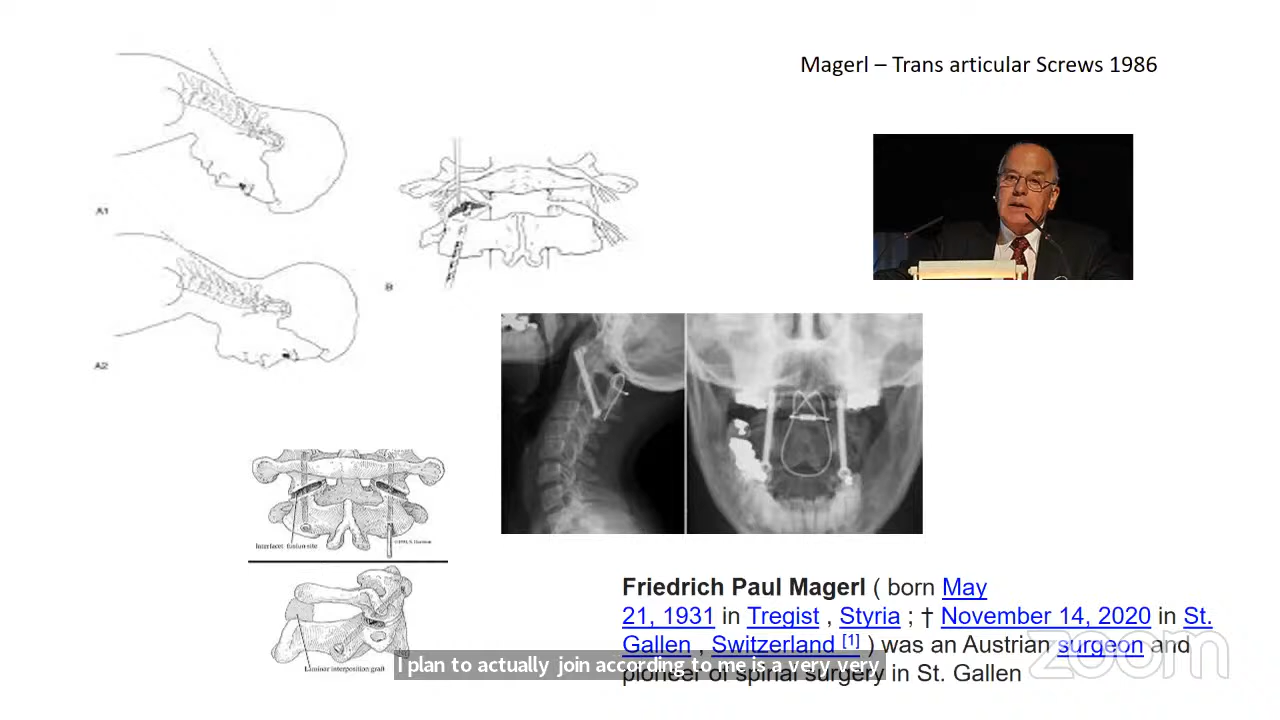 Magerl – Trans articular Screws 1986
A1
B
A2
Interfacet fusion site
Laminar interposition graft
Friedrich Paul Magerl ( born May
21, 1931 in Tregist , Styria ; † November 14, 2020 in St.
Gallen , Switzerland [1] ) was an Austrian surgeon and
pioneer of spinal surgery in St. Gallen
I plan to actually join according to me is a very very
zoom